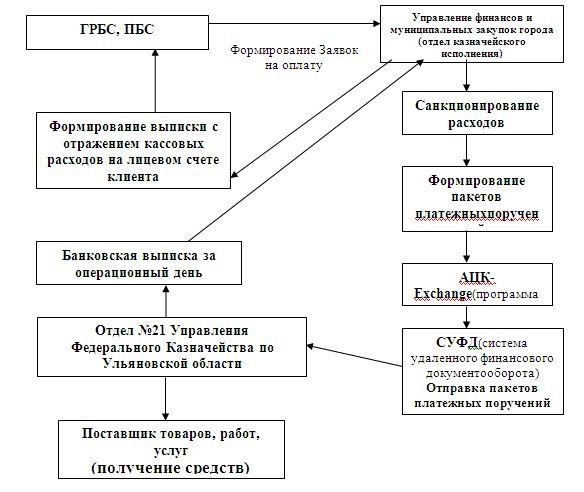 ГРБС, ПБС
Формирование Заявок
на оплату
Управление финансов и
муниципальных закупок города
(отдел казначейского
исполнения)
Санкционирование
расходов
Формирование
пакетов
платежныхпоручен
Формирование выписки с
отражением кассовых
расходов на лицевом счете
клиента
Банковская выписка за
операционный день
АЦК-
Exchange(программа
Отдел №21 Управления
Федерального Казначейства по
Ульяновской области
СУФД(система
удаленного финансового
документооборота)
Отправка пакетов
платежных поручений
Поставщик товаров, работ,
услуг
(получение средств)